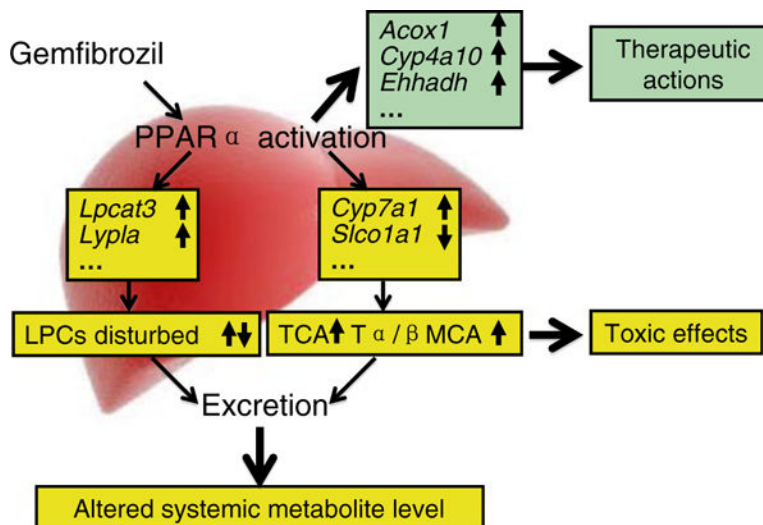 Gemfibrozil
PPAR α activation
Acox1 ↑
Cyp4a10 ↑
Ehhadh ↑
...
Therapeutic
actions
Lpcat3 ↑
Lypla ↑
...
Cyp7a1 ↑
Slco1a1 ↓
...
LPCs disturbed ↑↓
TCA↑ T α / β MCA ↑
Toxic effects
Excretion
Altered systemic metabolite level